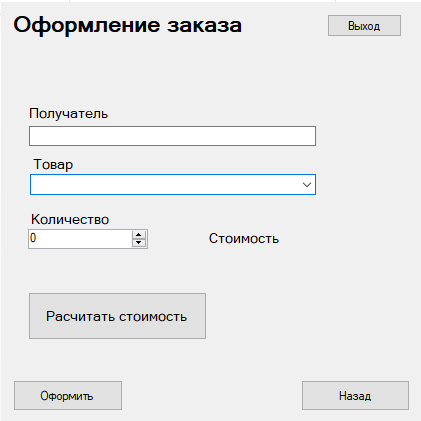 Оформление заказа
Выход
Получатель
Товар
Количество
0
Стоимость
Расчитать стоимость
Оформить
Назад